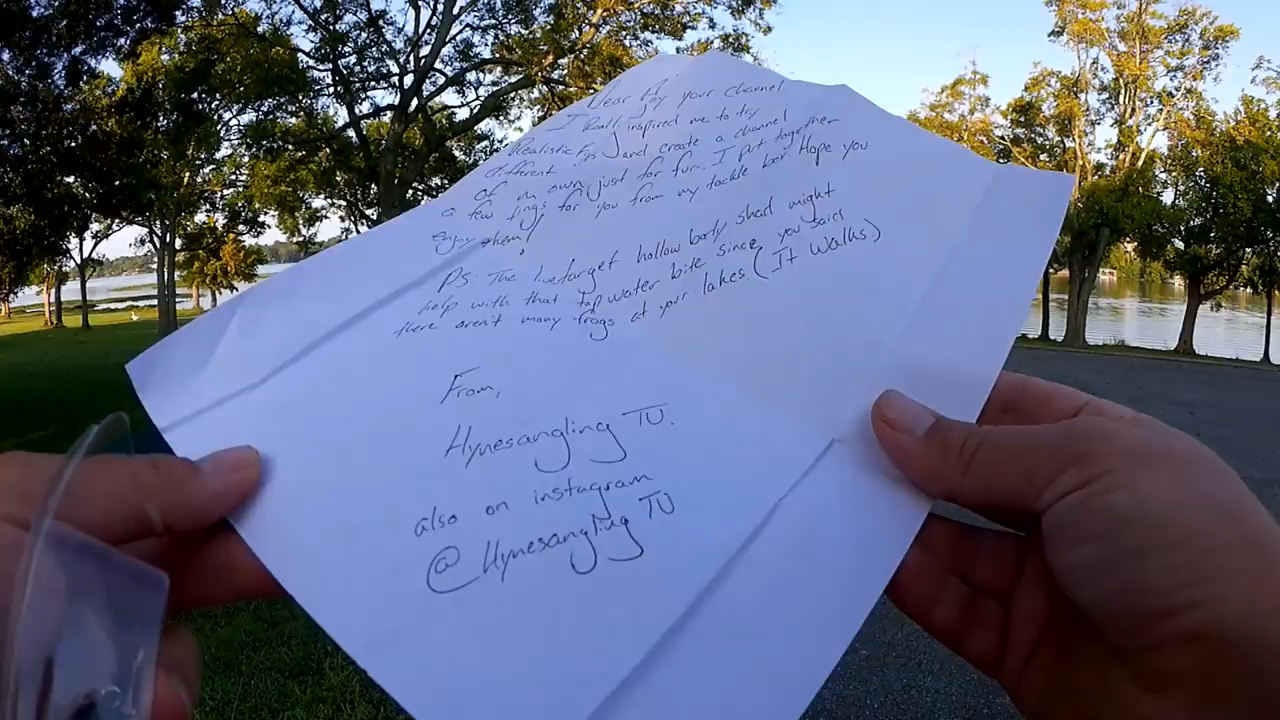 Dear
your channel
Really inspired me to try
different Realistic and create a channel
of my own just for fun. I put together
a few things for you from my tackle box. Hope you
enjoy them!
PS. The livetarget hollow body shad might
help with that top water bite since you said
there aren't many frogs at your lakes. (It walks)
From,
Hynesangling TV.
also on instagram
@Hynesangling TV